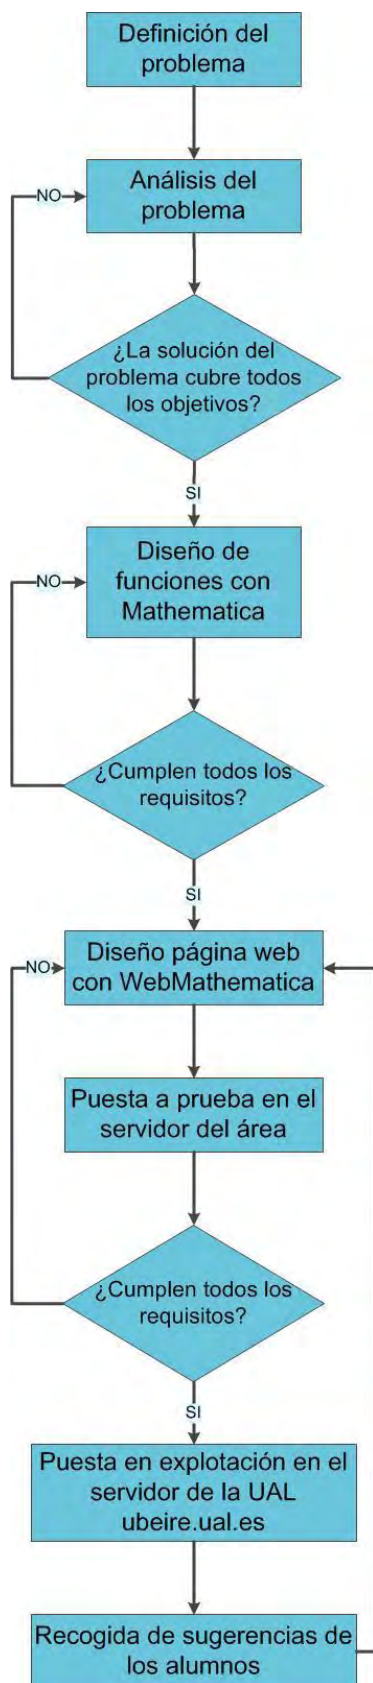 Definición del
problema
NO
Análisis del
problema
¿La solución del
problema cubre todos
los objetivos?
SI
Diseño de
NO
funciones con
Mathematica
¿Cumplen todos los
requisitos?
SI
Diseño página web
NO
con WebMathematica
Puesta a prueba en el
servidor del área
¿Cumplen todos los
requisitos?
SI
Puesta en explotación en el
servidor de la UAL
ubeire.ual.es
Recogida de sugerencias de
los alumnos